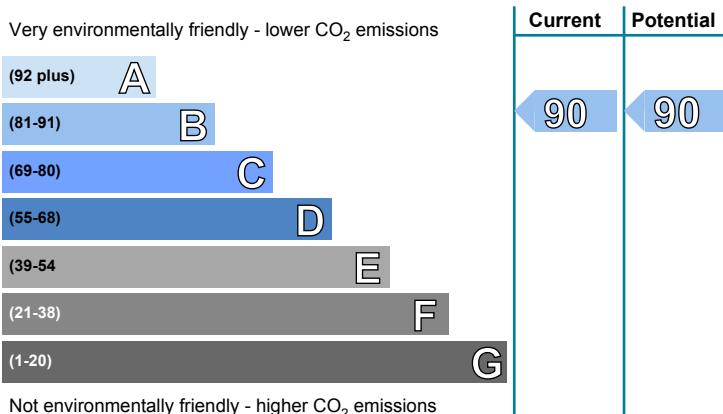 Very environmentally friendly - lower CO₂ emissions
Current Potential
(92 plus) A
(81-91) B
90 90
(69-80) C
(55-68) D
(39-54 E
(21-38) F
(1-20) G
Not environmentally friendly - higher CO₂ emissions